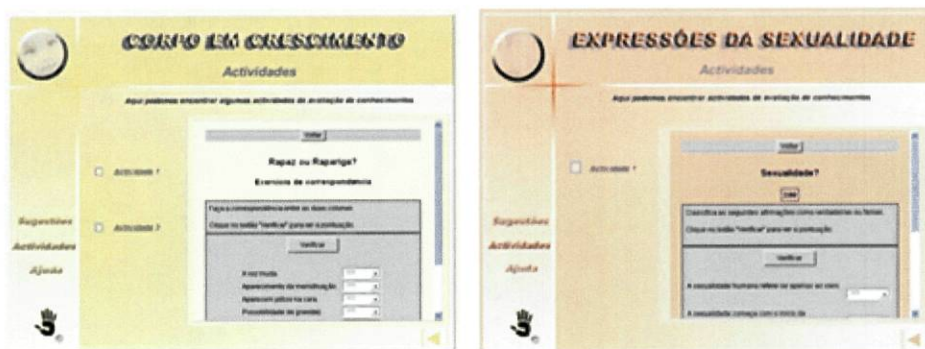 CORPO EM CRESCIMENTO
Actividades
Aqui podemos encontrar algumas actividades de avaliação de conhecimentos
Voltar
Rapaz ou Rapariga?
Exercício de correspondência
Actividade 1
Faça a correspondência entre as duas colunas.
Clique no botão "Verificar" para ver a pontuação.
Sugestões
Actividade 2
Actividades
Verificar
Ajuda
A voz muda.
Aparecimento da menstruação.
Aparecem pêlos na cara.
Possibilidade de grandes
EXPRESSÕES DA SEXUALIDADE
Actividades
Aqui podemos encontrar actividades de avaliação de conhecimentos
Voltar
Actividade 1
Sexualidade?
Classifica as seguintes afirmações como verdadeiras ou falsas.
Clique no botão "Verificar" para ver a pontuação.
Sugestões
Actividades
Verificar
Ajuda
A sexualidade humana refere-se apenas ao coito.
A sexualidade começa com o início da